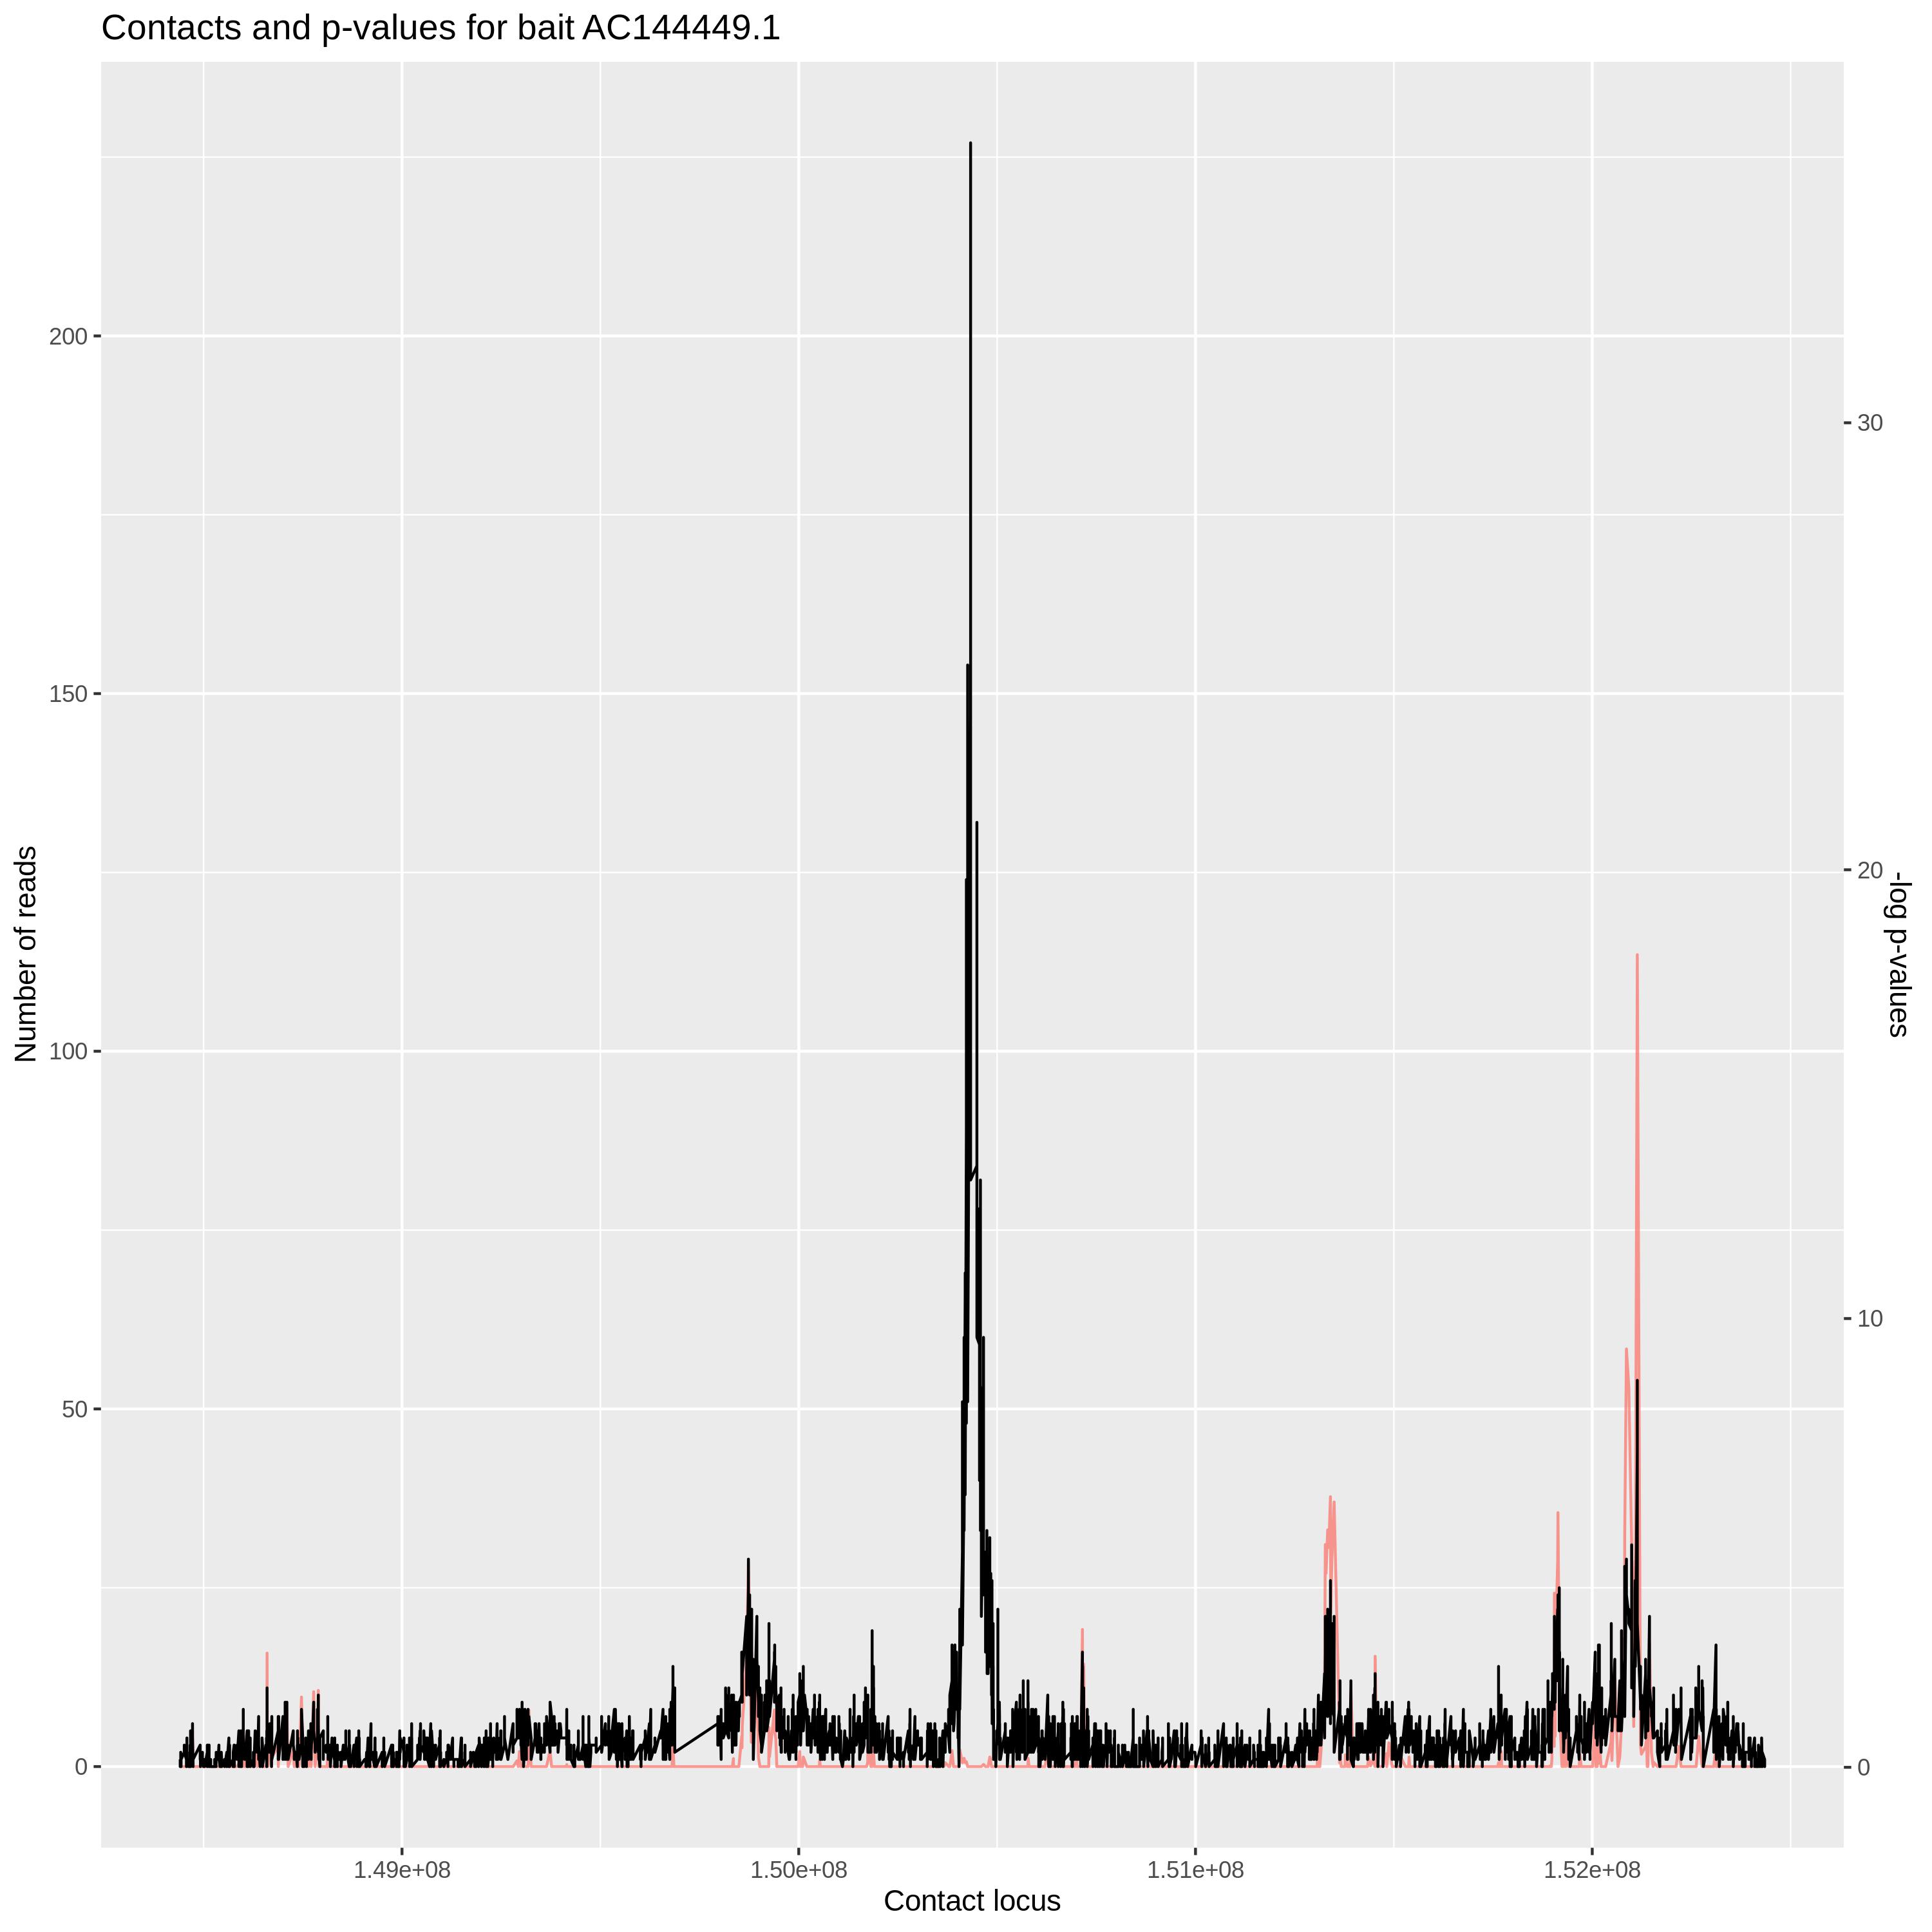 Contacts and p-values for bait AC144449.1
200
150
100
50
0
Number of reads
30
20
10
0
-log p-values
1.49e+08
1.50e+08
1.51e+08
1.52e+08
Contact locus